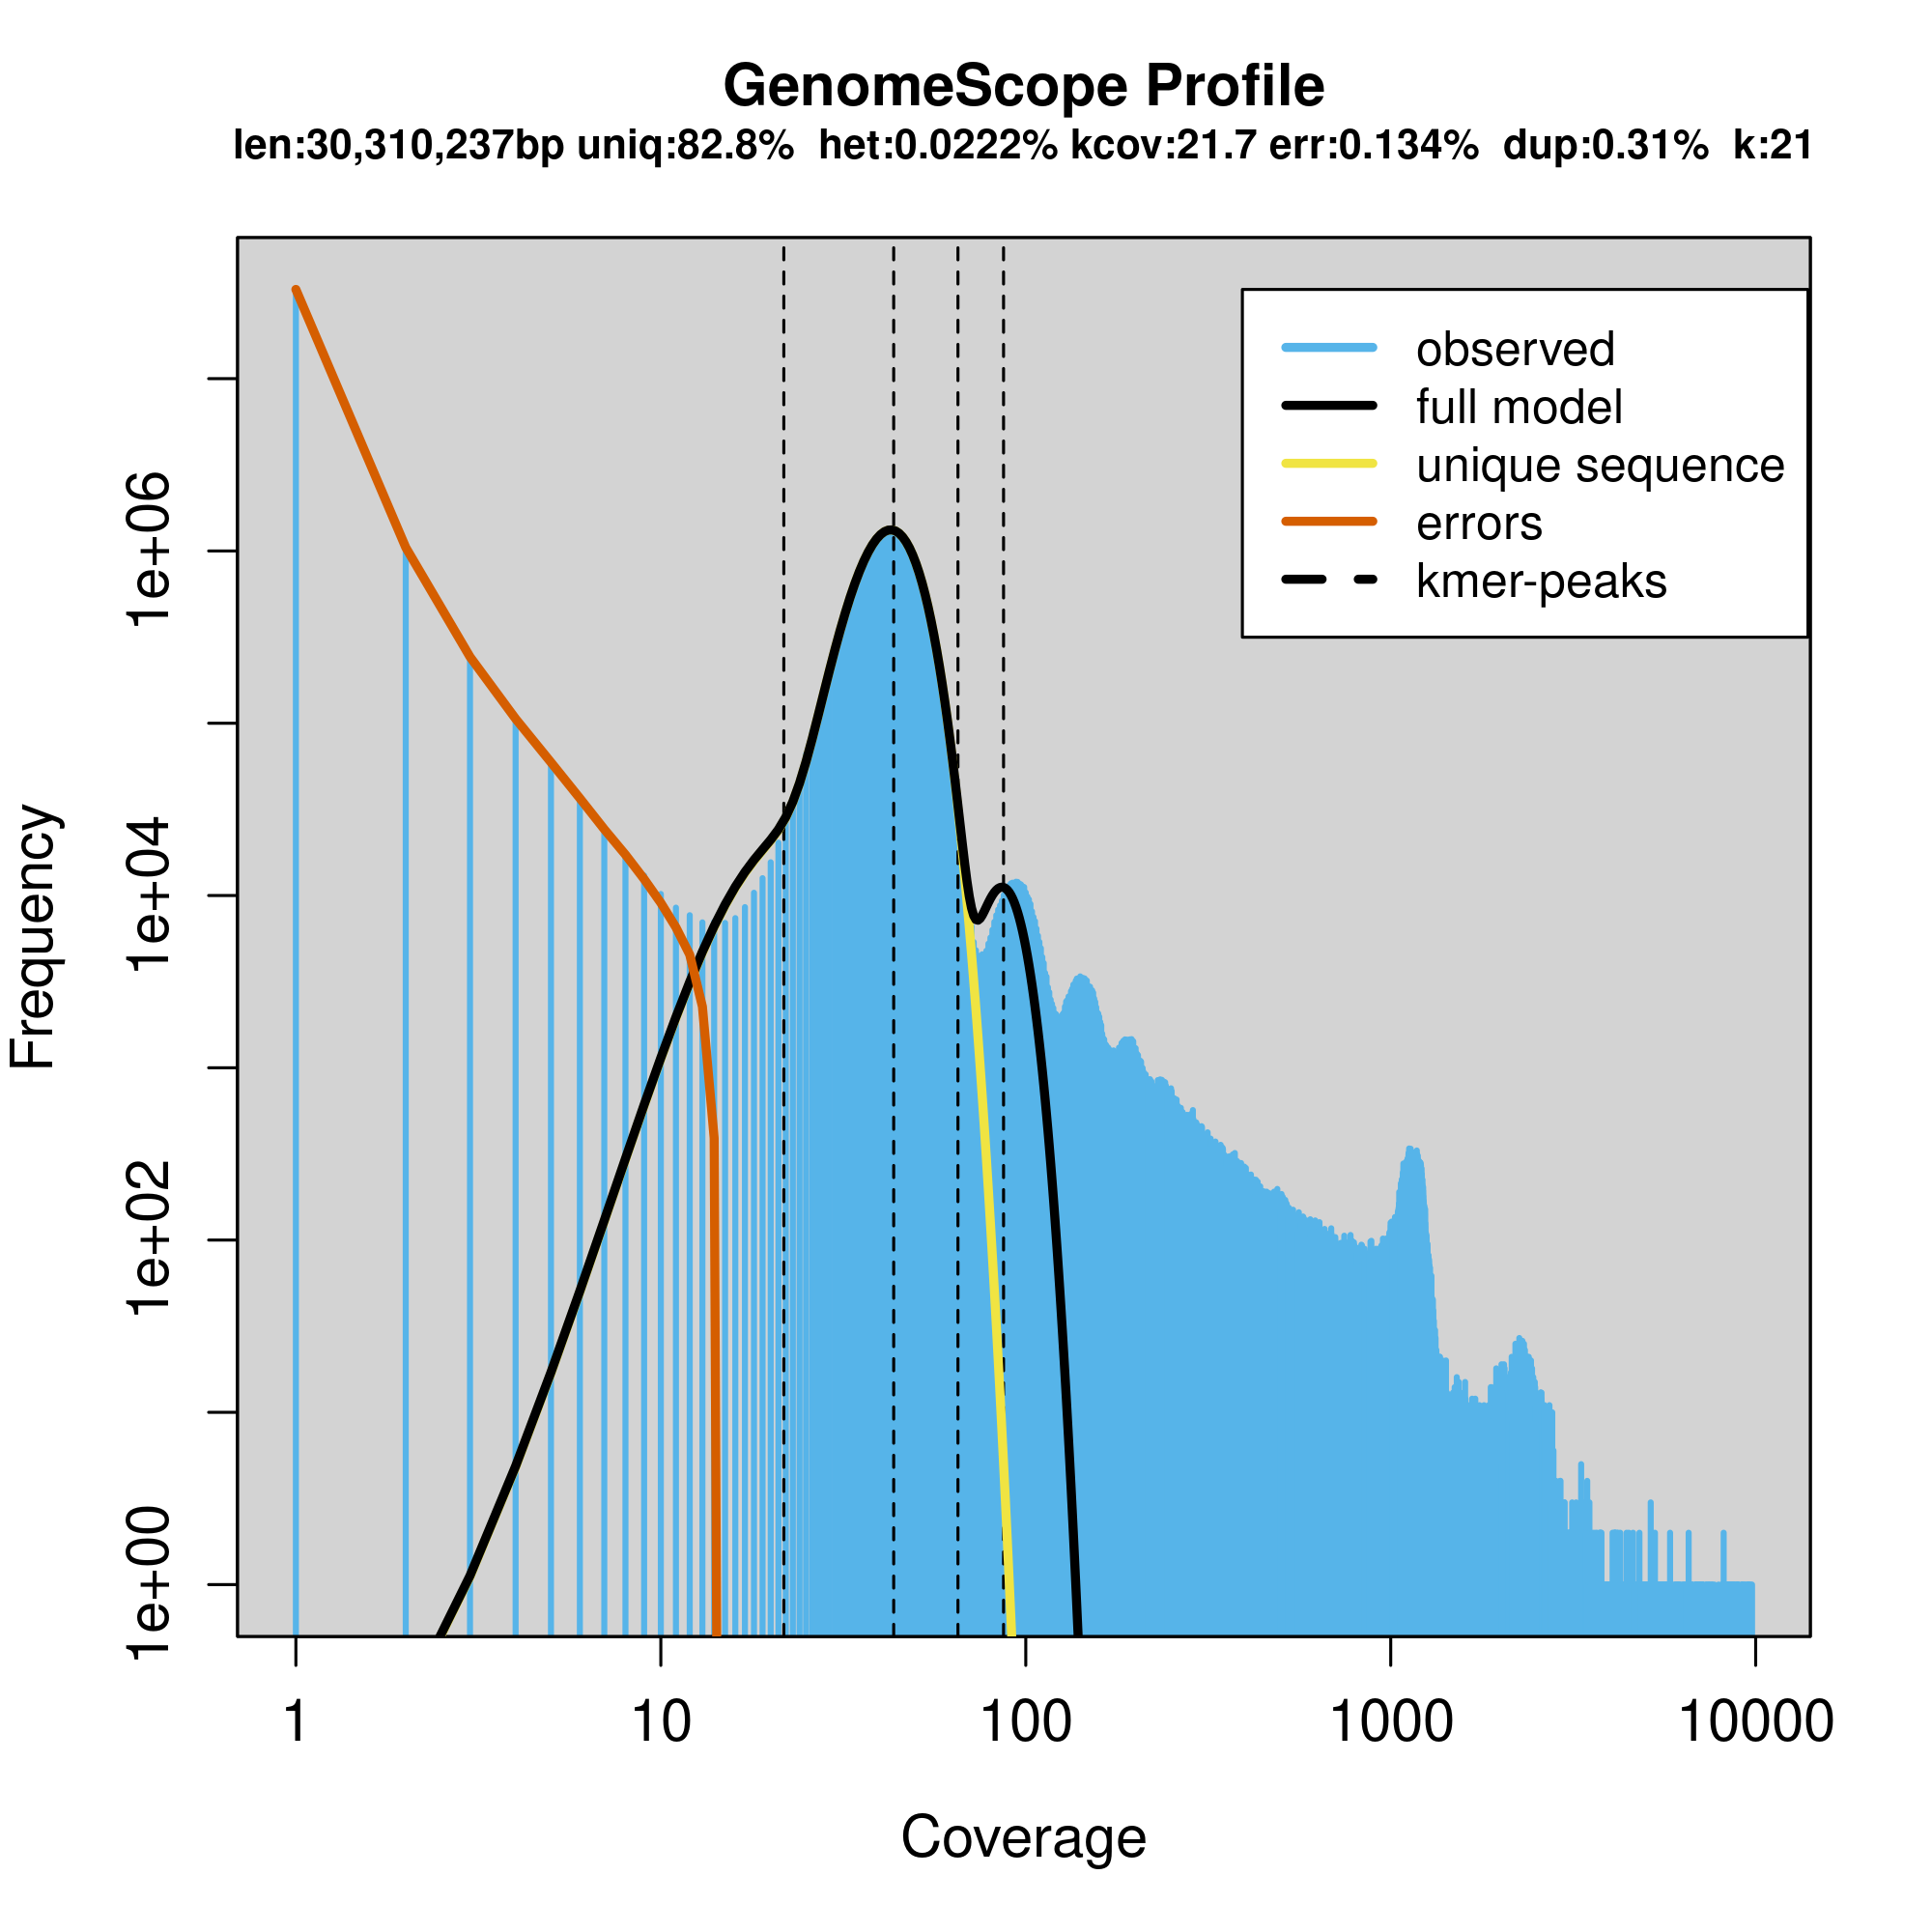 GenomeScope Profile
len:30,310,237bp uniq:82.8% het:0.0222% kcov:21.7 err:0.134% dup:0.31% k:21
observed
full model
unique sequence
errors
kmer-peaks
Frequency
1e+06
1e+04
1e+02
1e+00
1 10 100 1000 10000
Coverage